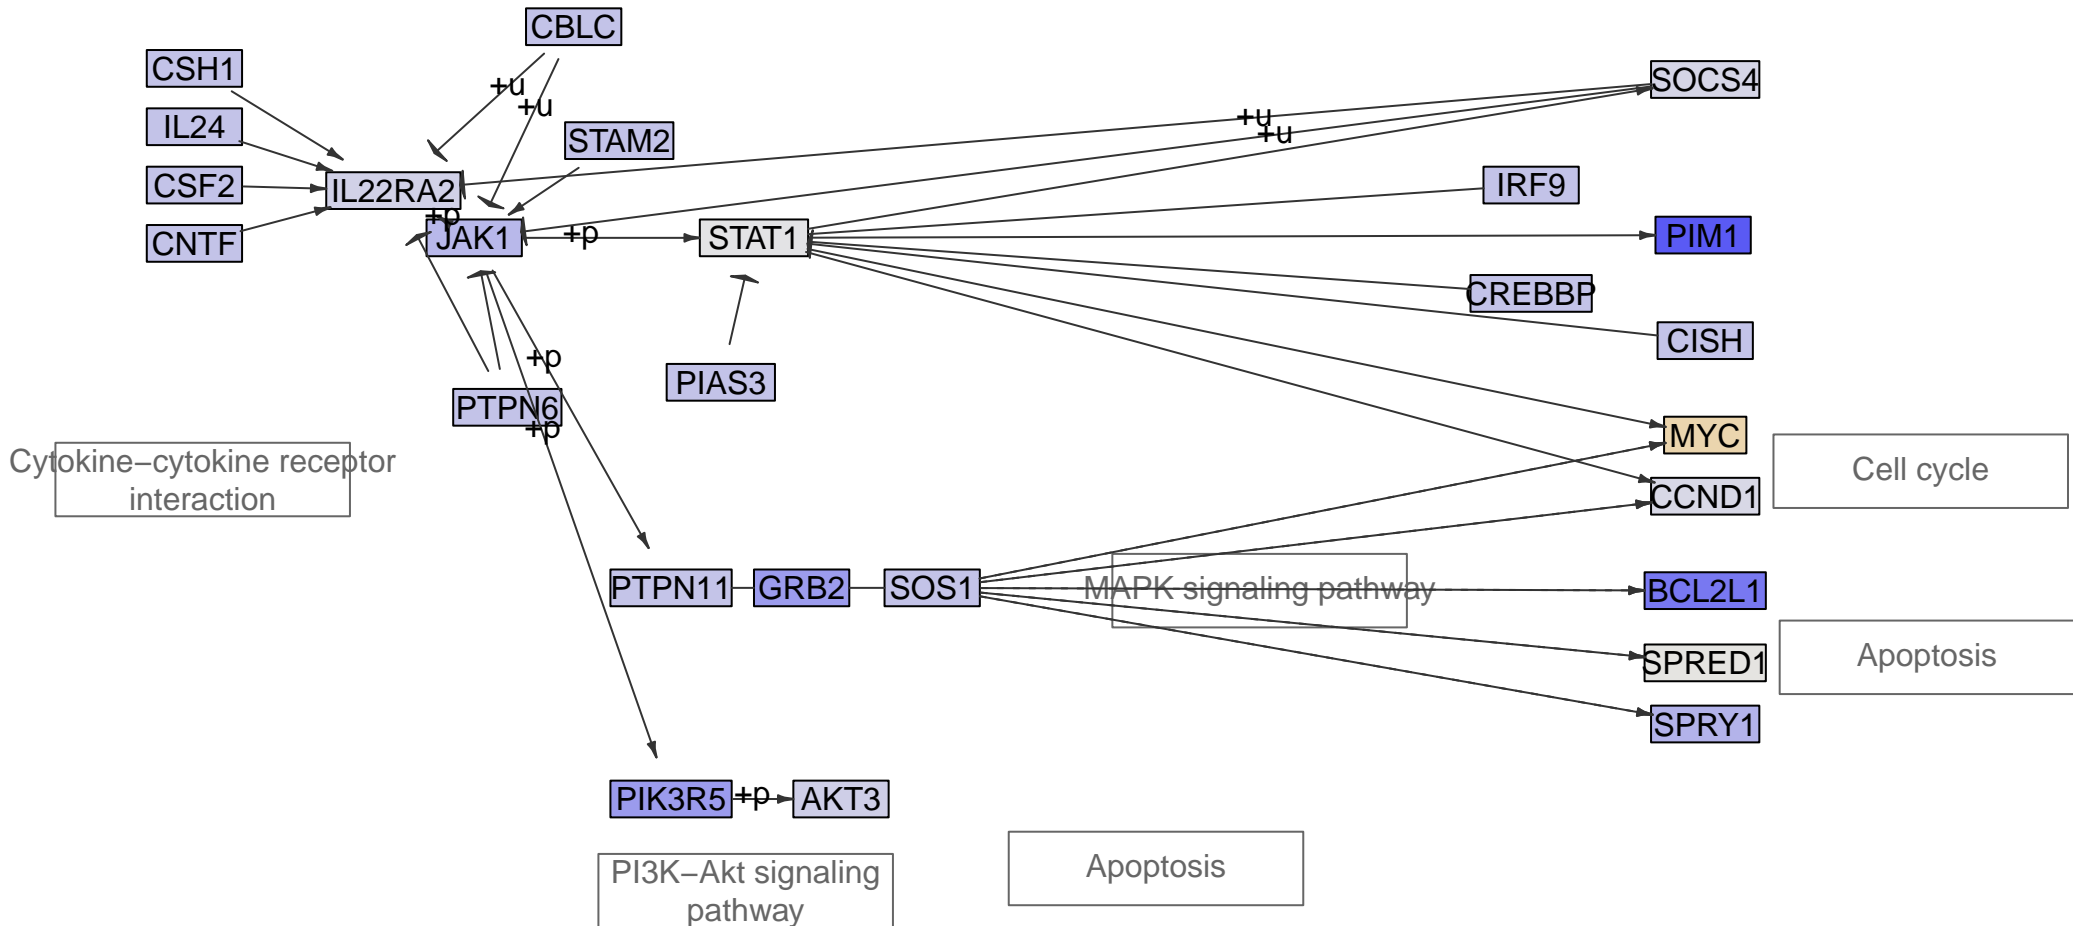 CBLC
CSH1
+u
SOCS4
+u
+u
IL24
+u
STAM2
CSF2
IL22RA2
IRF9
+p
CNTF
JAK1
+p
STAT1
PIM1
CREBBP
CISH
+p
PIAS3
PTPN6
+p
MYC
Cytokine–cytokine receptor
interaction
Cell cycle
CCND1
PTPN11
GRB2
SOS1
MAPK signaling pathway
BCL2L1
SPRED1
Apoptosis
SPRY1
PIK3R5
+p
AKT3
PI3K–Akt signaling
pathway
Apoptosis